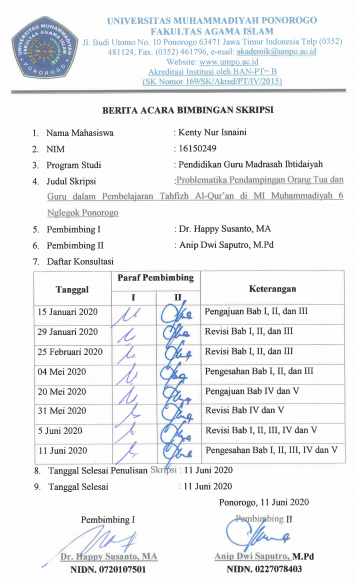 UNIVERSITAS MUHAMMADIYAH PONOROGO
FAKULTAS AGAMA ISLAM
Jl. Budi Utomo No. 10 Ponorogo 63471 Jawa Timur Indonesia Telp (0352)
481124, Fax. (0352) 461796, e-mail: akademik@umpo.ac.id
Website: www.umpo.ac.id
Akreditasi Institusi oleh BAN-PT= B
(SK Nomor 169/SK/Akred/PT/IV/2015)
BERITA ACARA BIMBINGAN SKRIPSI
1. Nama Mahasiswa : Kenty Nur Isnaini
2. NIM : 16150249
3. Program Studi : Pendidikan Guru Madrasah Ibtidaiyah
4. Judul Skripsi :Problematika Pendampingan Orang Tua dan
Guru dalam Pembelajaran Tahfizh Al-Qur'an di MI Muhammadiyah 6
Nglegok Ponorogo
5. Pembimbing I : Dr. Happy Susanto, MA
6. Pembimbing II : Anip Dwi Saputro, M.Pd
7. Daftar Konsultasi
Tanggal Paraf Pembimbing Keterangan
I II
15 Januari 2020 Pengajuan Bab I, II, dan III
29 Januari 2020 Revisi Bab I, II, dan III
25 Februari 2020 Revisi Bab I, II, dan III
04 Mei 2020 Pengesahan Bab I, II, dan III
20 Mei 2020 Pengajuan Bab IV dan V
31 Mei 2020 Revisi Bab IV dan V
5 Juni 2020 Revisi Bab I, II, III, IV dan V
11 Juni 2020 Pengesahan Bab I, II, III, IV dan V
8. Tanggal Selesai Penulisan Skripsi : 11 Juni 2020
9. Tanggal Selesai : 11 Juni 2020
Ponorogo, 11 Juni 2020
Pembimbing I Pembimbing II
Dr. Happy Susanto, MA Anip Dwi Saputro, M.Pd
NIDN. 0720107501 NIDN. 0227078403